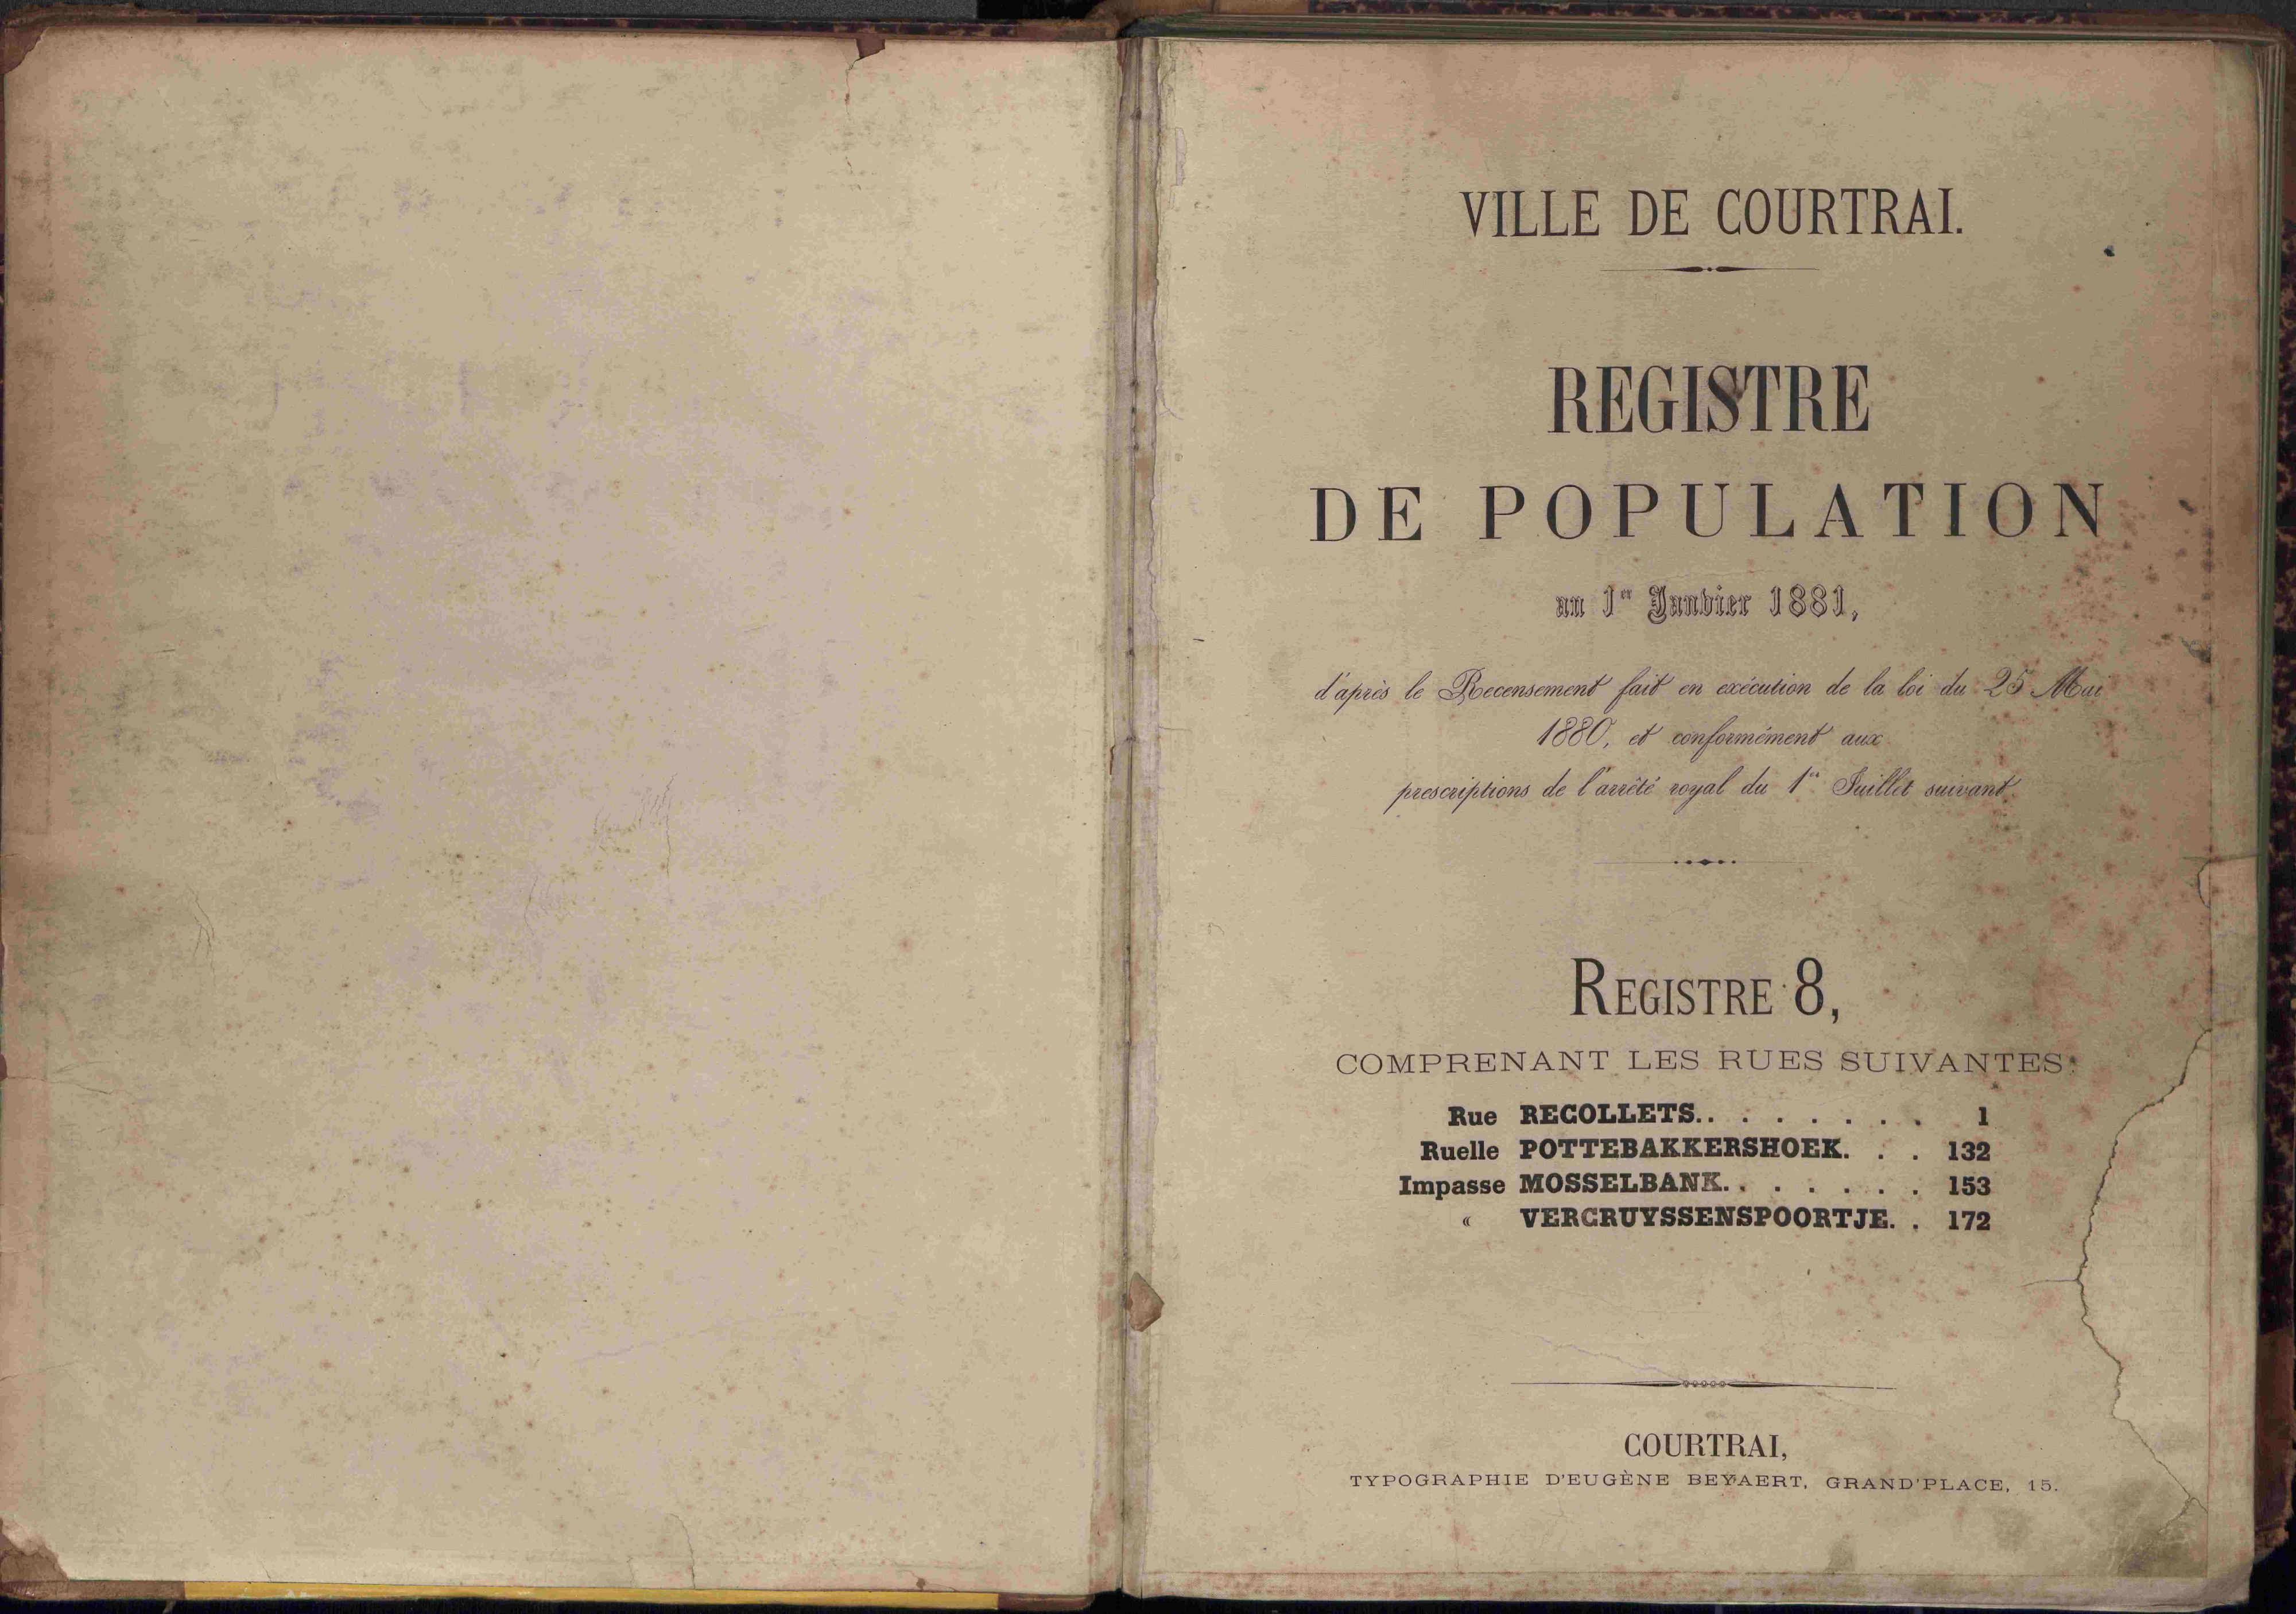 VILLE DE COURTRAI.
REGISTRE
DE POPULATION
au 1er Janvier 1881,
d'après le Recensement fait en exécution de la loi du 25 Mai
1880, et conformément aux
prescriptions de l'arrêté royal du 1er Juillet suivant.
REGISTRE 8,
COMPRENANT LES RUES SUIVANTES:
Rue RECOLLETS.. . . . . . . 1
Ruelle POTTEBAKKERSHOEK. . . 132
Impasse MOSSELBANK. . . . . . . 153
« VERCRUYSSENSPOORTJE. . 172
COURTRAI,
TYPOGRAPHIE D'EUGÈNE BEYAERT, GRAND'PLACE, 15.